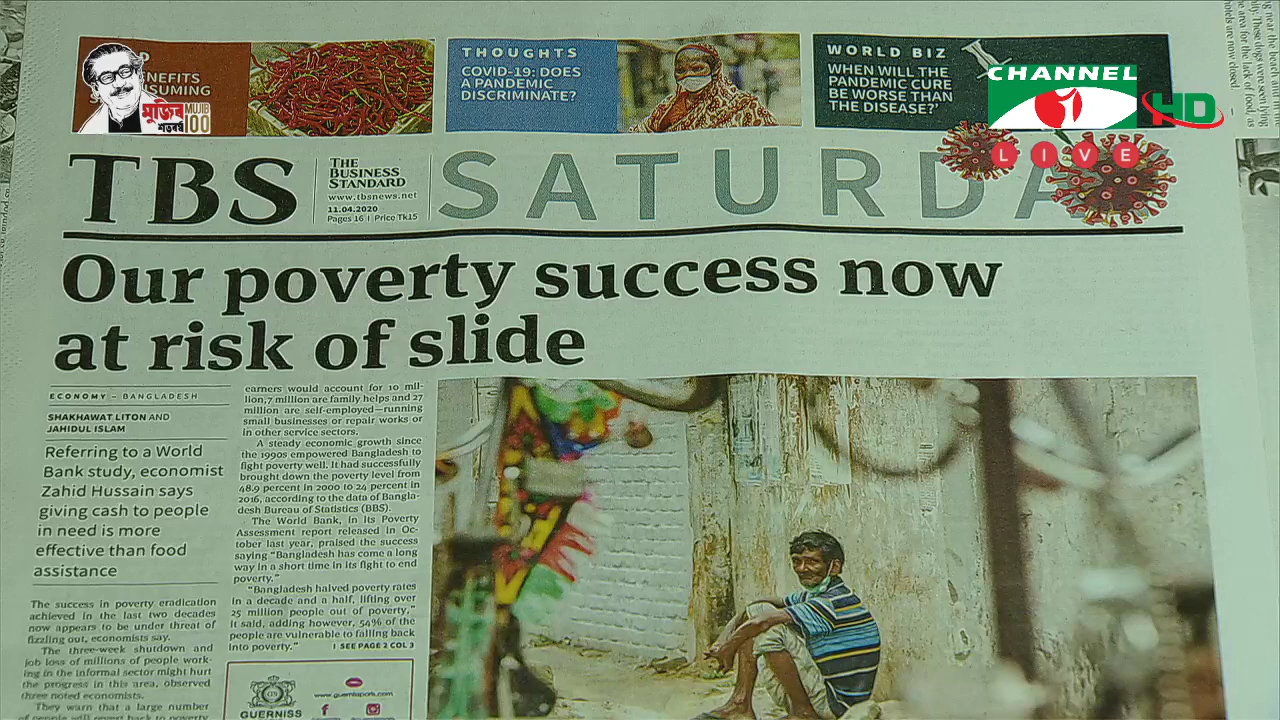 NEFITS
SUMING
THOUGHTS
COVID-19: DOES
A PANDEMIC
DISCRIMINATE?
WORLD BIZ
WHEN WILL THE
PANDEMIC CURE
BE WORSE THAN
THE DISEASE?'
মুজিব
শতবর্ষ
MUJIB
100
CHANNEL
i
HD
LIVE
TBS
THE
BUSINESS
STANDARD
www.tbsnews.net
11.04.2020
Pages 16 I Price Tk15
SATURDA
Our poverty success now
at risk of slide
ECONOMY – BANGLADESH
SHAKHAWAT LITON AND
JAHIDUL ISLAM
Referring to a World
Bank study, economist
Zahid Hussain says
giving cash to people
in need is more
effective than food
assistance
The success in poverty eradication
achieved in the last two decades
now appears to be under threat of
fizzling out, economists say.
The three-week shutdown and
job loss of millions of people work-
ing in the informal sector might hurt
the progress in this area, observed
three noted economists.
They warn that a large number
of people will revert back to poverty
earners would account for 10 mil-
lion,7 million are family helps and 27
million are self-employed—running
small businesses or repair works or
in other service sectors.
A steady economic growth since
the 1990s empowered Bangladesh to
fight poverty well. It had successfully
brought down the poverty level from
48.9 percent in 2000 to 24 percent in
2016, according to the data of Bangla-
desh Bureau of Statistics (BBS).
The World Bank, in its Poverty
Assessment report released in Oc-
tober last year, praised the success
saying "Bangladesh has come a long
way in a short time in its fight to end
poverty."
"Bangladesh halved poverty rates
in a decade and a half, lifting over
25 million people out of poverty,"
it said, adding however, 54% of the
people are vulnerable to falling back
into poverty."
I SEE PAGE 2 COL 3
GUERNISS
www.guernissports.com